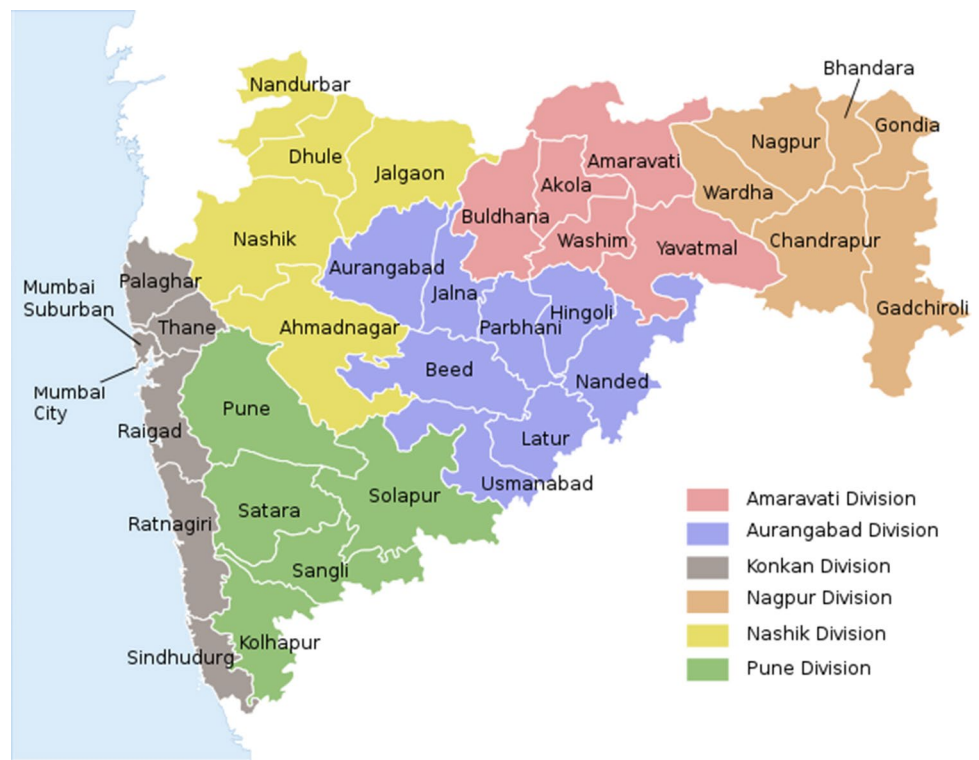 Bhandara
Nandurbar
Gondia
Nagpur
Dhule
Amaravati
Jalgaon
Akola
Wardha
Buldhana
Nashik
Washim
Yavatmal
Chandrapur
Aurangabad
Palaghar
Mumbai
Suburban
Jalna
Hingoli
Gadchiroli
Thane
Ahmadnagar
Parbhani
Beed
Nanded
Mumbai
City
Pune
Raigad
Latur
Usmanabad
Solapur
Satara
Ratnagiri
Sangli
Kolhapur
Sindhudurg
Amaravati Division
Aurangabad Division
Konkan Division
Nagpur Division
Nashik Division
Pune Division